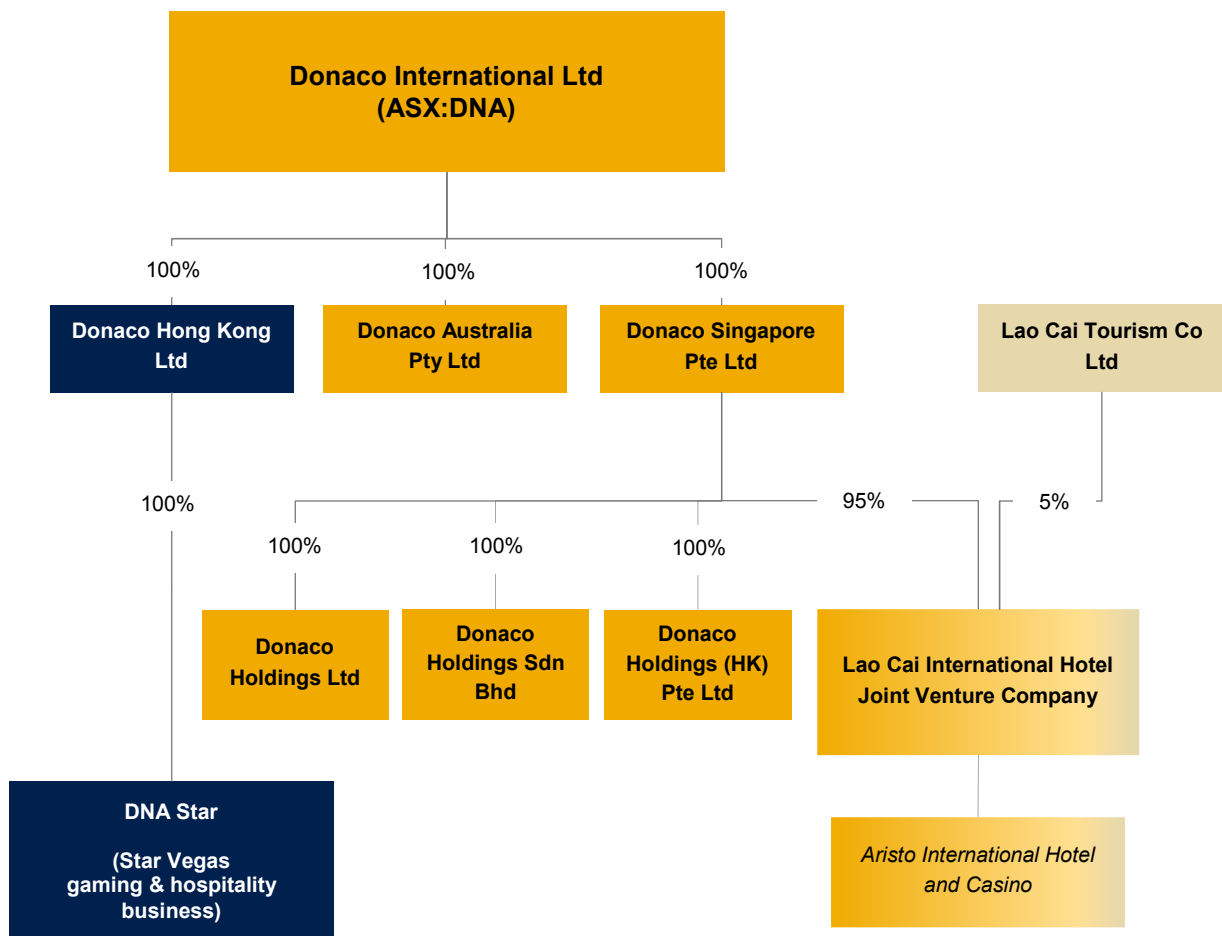 Donaco International Ltd
(ASX:DNA)
100%
100%
100%
Donaco Hong Kong
Ltd
Donaco Australia
Pty Ltd
Donaco Singapore
Pte Ltd
Lao Cai Tourism Co
Ltd
100%
95%
5%
100%
100%
100%
Donaco
Holdings Ltd
Donaco
Holdings Sdn
Bhd
Donaco
Holdings (HK)
Pte Ltd
Lao Cai International Hotel
Joint Venture Company
DNA Star
(Star Vegas
gaming & hospitality
business)
Aristo International Hotel
and Casino